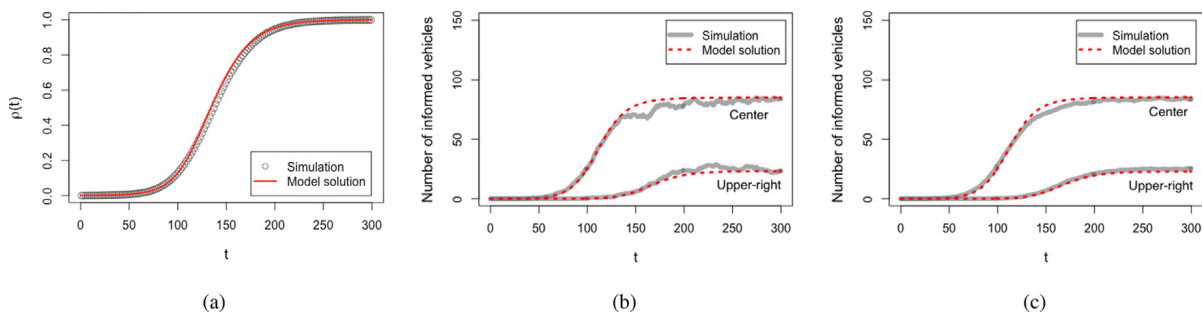 ρ(t)
1.0
0.8
0.6
0.4
0.2
0.0
Simulation
Model solution
0 50 100 150 200 250 300
t
(a)
Number of informed vehicles
150
100
50
0
Simulation
Model solution
Center
Upper-right
0 50 100 150 200 250 300
t
(b)
Number of informed vehicles
150
100
50
0
Simulation
Model solution
Center
Upper-right
0 50 100 150 200 250 300
t
(c)